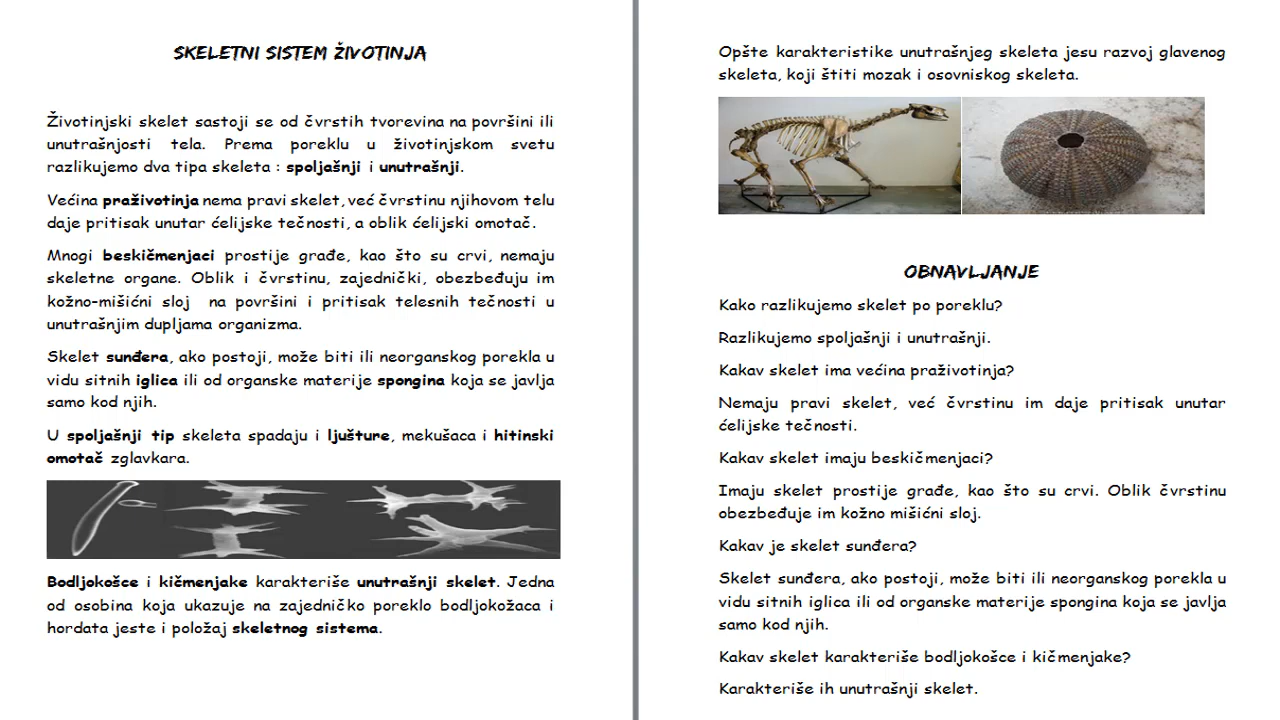 SKELETNI SISTEM ŽIVOTINJA
Životinjski skelet sastoji se od čvrstih tvorevina na površini ili
unutrašnjosti tela. Prema poreklu u životinjskom svetu
razlikujemo dva tipa skeleta : spoljašnji i unutrašnji.
Većina praživotinja nema pravi skelet, već čvrstinu njihovom telu
daje pritisak unutar ćelijske tečnosti, a oblik ćelijski omotač.
Mnogi beskičmenjaci prostije građe, kao što su crvi, nemaju
skeletne organe. Oblik i čvrstinu, zajednički, obezbeđuju im
kožno-mišićni sloj na površini i pritisak telesnih tečnosti u
unutrašnjim dupljama organizma.
Skelet sunđera, ako postoji, može biti ili neorganskog porekla u
vidu sitnih iglica ili od organske materije spongina koja se javlja
samo kod njih.
U spoljašnji tip skeleta spadaju i ljušture, mekušaca i hitinski
omotač zglavkara.
Bodljokošce i kičmenjake karakteriše unutrašnji skelet. Jedna
od osobina koja ukazuje na zajedničko poreklo bodljokožaca i
hordata jeste i položaj skeletnog sistema.
Opšte karakteristike unutrašnjeg skeleta jesu razvoj glavenog
skeleta, koji štiti mozak i osovniskog skeleta.
OBNAVLJANJE
Kako razlikujemo skelet po poreklu?
Razlikujemo spoljašnji i unutrašnji.
Kakav skelet ima većina praživotinja?
Nemaju pravi skelet, već čvrstinu im daje pritisak unutar
ćelijske tečnosti.
Kakav skelet imaju beskičmenjaci?
Imaju skelet prostije građe, kao što su crvi. Oblik čvrstinu
obezbeđuje im kožno mišićni sloj.
Kakav je skelet sunđera?
Skelet sunđera, ako postoji, može biti ili neorganskog porekla u
vidu sitnih iglica ili od organske materije spongina koja se javlja
samo kod njih.
Kakav skelet karakteriše bodljokošce i kičmenjake?
Karakteriše ih unutrašnji skelet.